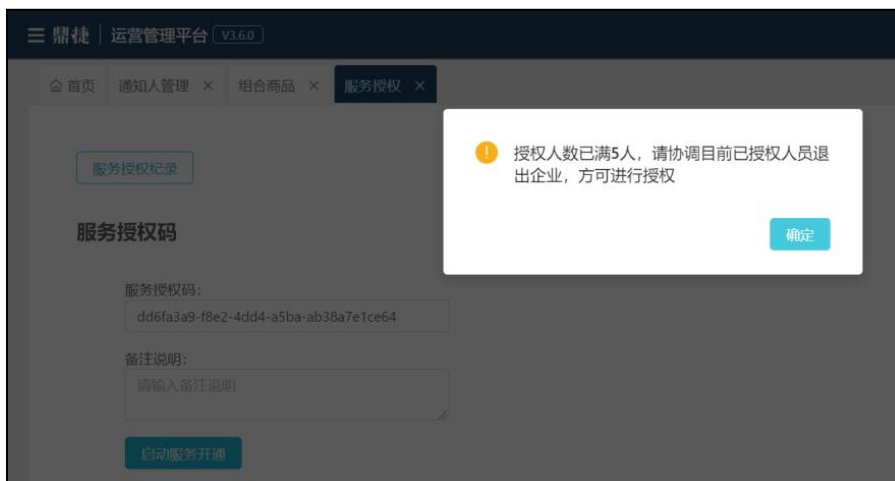 鼎捷 运营管理平台 V3.6.0
首页 通知人管理 × 组合商品 × 服务授权 ×
服务授权纪录
授权人数已满5人，请协调目前已授权人员退
出企业，方可进行授权
确定
服务授权码
服务授权码：
dd6fa3a9-f8e2-4dd4-a5ba-ab38a7e1ce64
备注说明：
请输入备注说明
启动服务开通